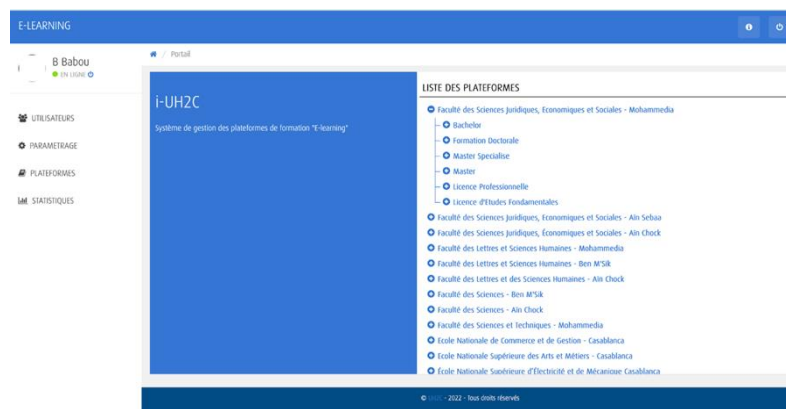 E-LEARNING
B Babou
EN LIGNE
UTILISATEURS
PARAMETRAGE
PLATEFORMES
STATISTIQUES
/ Portail
i-UH2C
Système de gestion des plateformes de formation "E-learning"
LISTE DES PLATEFORMES
Faculté des Sciences Juridiques, Economiques et Sociales - Mohammedia
Bachelor
Formation Doctorale
Master Specialise
Master
Licence Professionnelle
Licence d'Etudes Fondamentales
Faculté des Sciences Juridiques, Economiques et Sociales - Ain Sebaa
Faculté des Sciences Juridiques, Économiques et Sociales - Ain Chock
Faculté des Lettres et Sciences Humaines - Mohammedia
Faculté des Lettres et Sciences Humaines - Ben M'Sik
Faculté des Lettres et des Sciences Humaines - Ain Chock
Faculté des Sciences - Ben M'Sik
Faculté des Sciences - Ain Chock
Faculté des Sciences et Techniques - Mohammedia
Ecole Nationale de Commerce et de Gestion - Casablanca
Ecole Nationale Supérieure des Arts et Métiers - Casablanca
École Nationale Supérieure d'Électricité et de Mécanique Casablanca
© UH2C - 2022 - Tous droits réservés